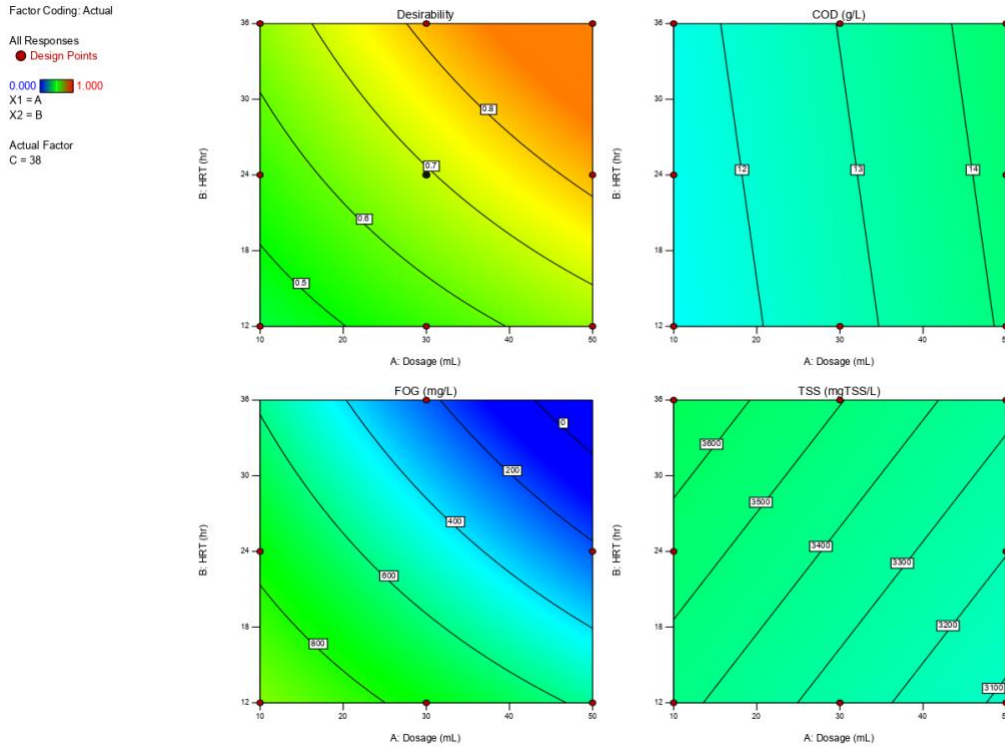 Factor Coding: Actual
All Responses
Design Points
0.000 1.000
X1 = A
X2 = B
Actual Factor
C = 38
Desirability
B: HRT (hr)
36
30
24
18
12
10 20 30 40 50
A: Dosage (mL)
0.8
0.7
0.6
0.5
COD (g/L)
B: HRT (hr)
36
30
24
18
12
10 20 30 40
A: Dosage (mL)
12 13 14
FOG (mg/L)
B: HRT (hr)
36
30
24
18
12
10 20 30 40 50
A: Dosage (mL)
0
200
400
600
800
TSS (mgTSS/L)
B: HRT (hr)
36
30
24
18
12
10 20 30 40
A: Dosage (mL)
3600
3500
3400
3300
3200
3100